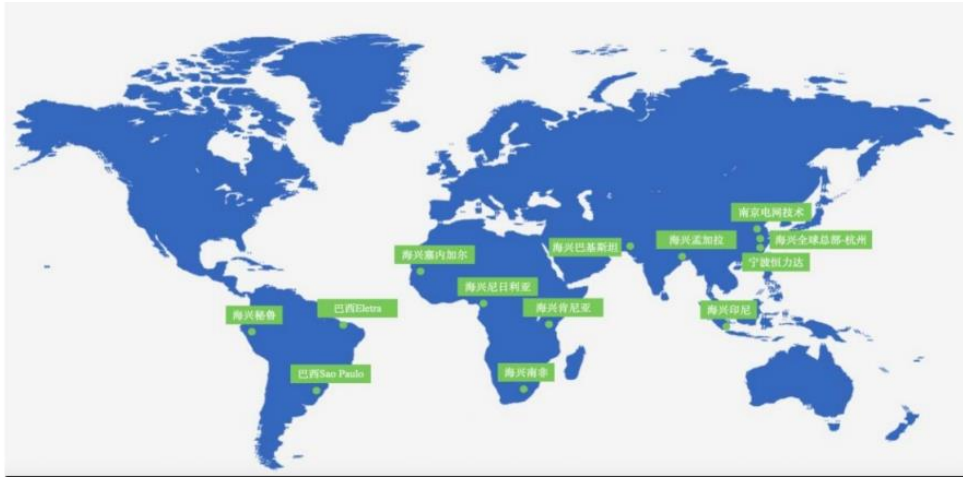 南京电网技术
海兴巴基斯坦
海兴孟加拉
海兴全球总部-杭州
海兴塞内加尔
宁波恒力达
海兴尼日利亚
巴西Eletra
海兴肯尼亚
海兴秘鲁
海兴印尼
巴西Sao Paulo
海兴南非